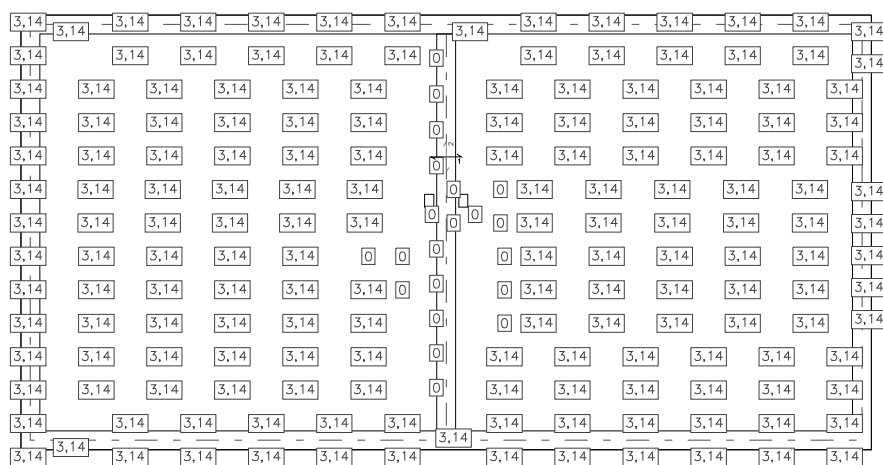 3,14 3,14 3,14 3,14 3,14 3,14 3,14 3,14 3,14 3,14 3,14
3,14 3,14 3,14
3,14 3,14 3,14 3,14 3,14 3,14 0 3,14 3,14 3,14 3,14 3,14 3,14
3,14 3,14 3,14 3,14 3,14 3,14 0 3,14 3,14 3,14 3,14 3,14 3,14
3,14 3,14 3,14 3,14 3,14 3,14 0 3,14 3,14 3,14 3,14 3,14 3,14
2
3,14 3,14 3,14 3,14 3,14 3,14 0 3,14 3,14 3,14 3,14 3,14 3,14
3,14 3,14 3,14 3,14 3,14 3,14 0 0 3,14 3,14 3,14 3,14 3,14 3,14
0 0
3,14 3,14 3,14 3,14 3,14 3,14 0 0 3,14 3,14 3,14 3,14 3,14 3,14
3,14 3,14 3,14 3,14 3,14 0 0 0 0 3,14 3,14 3,14 3,14 3,14 3,14
3,14 3,14 3,14 3,14 3,14 3,14 0 0 0 3,14 3,14 3,14 3,14 3,14 3,14
3,14 3,14 3,14 3,14 3,14 3,14 0 0 3,14 3,14 3,14 3,14 3,14 3,14
3,14 3,14 3,14 3,14 3,14 3,14 0 3,14 3,14 3,14 3,14 3,14 3,14
3,14 3,14 3,14 3,14 3,14 3,14 0 3,14 3,14 3,14 3,14 3,14 3,14
3,14 3,14 3,14 3,14 3,14 3,14 3,14 3,14 3,14 3,14 3,14 3,14
3,14 3,14
3,14 3,14 3,14 3,14 3,14 3,14 3,14 3,14 3,14 3,14 3,14 3,14